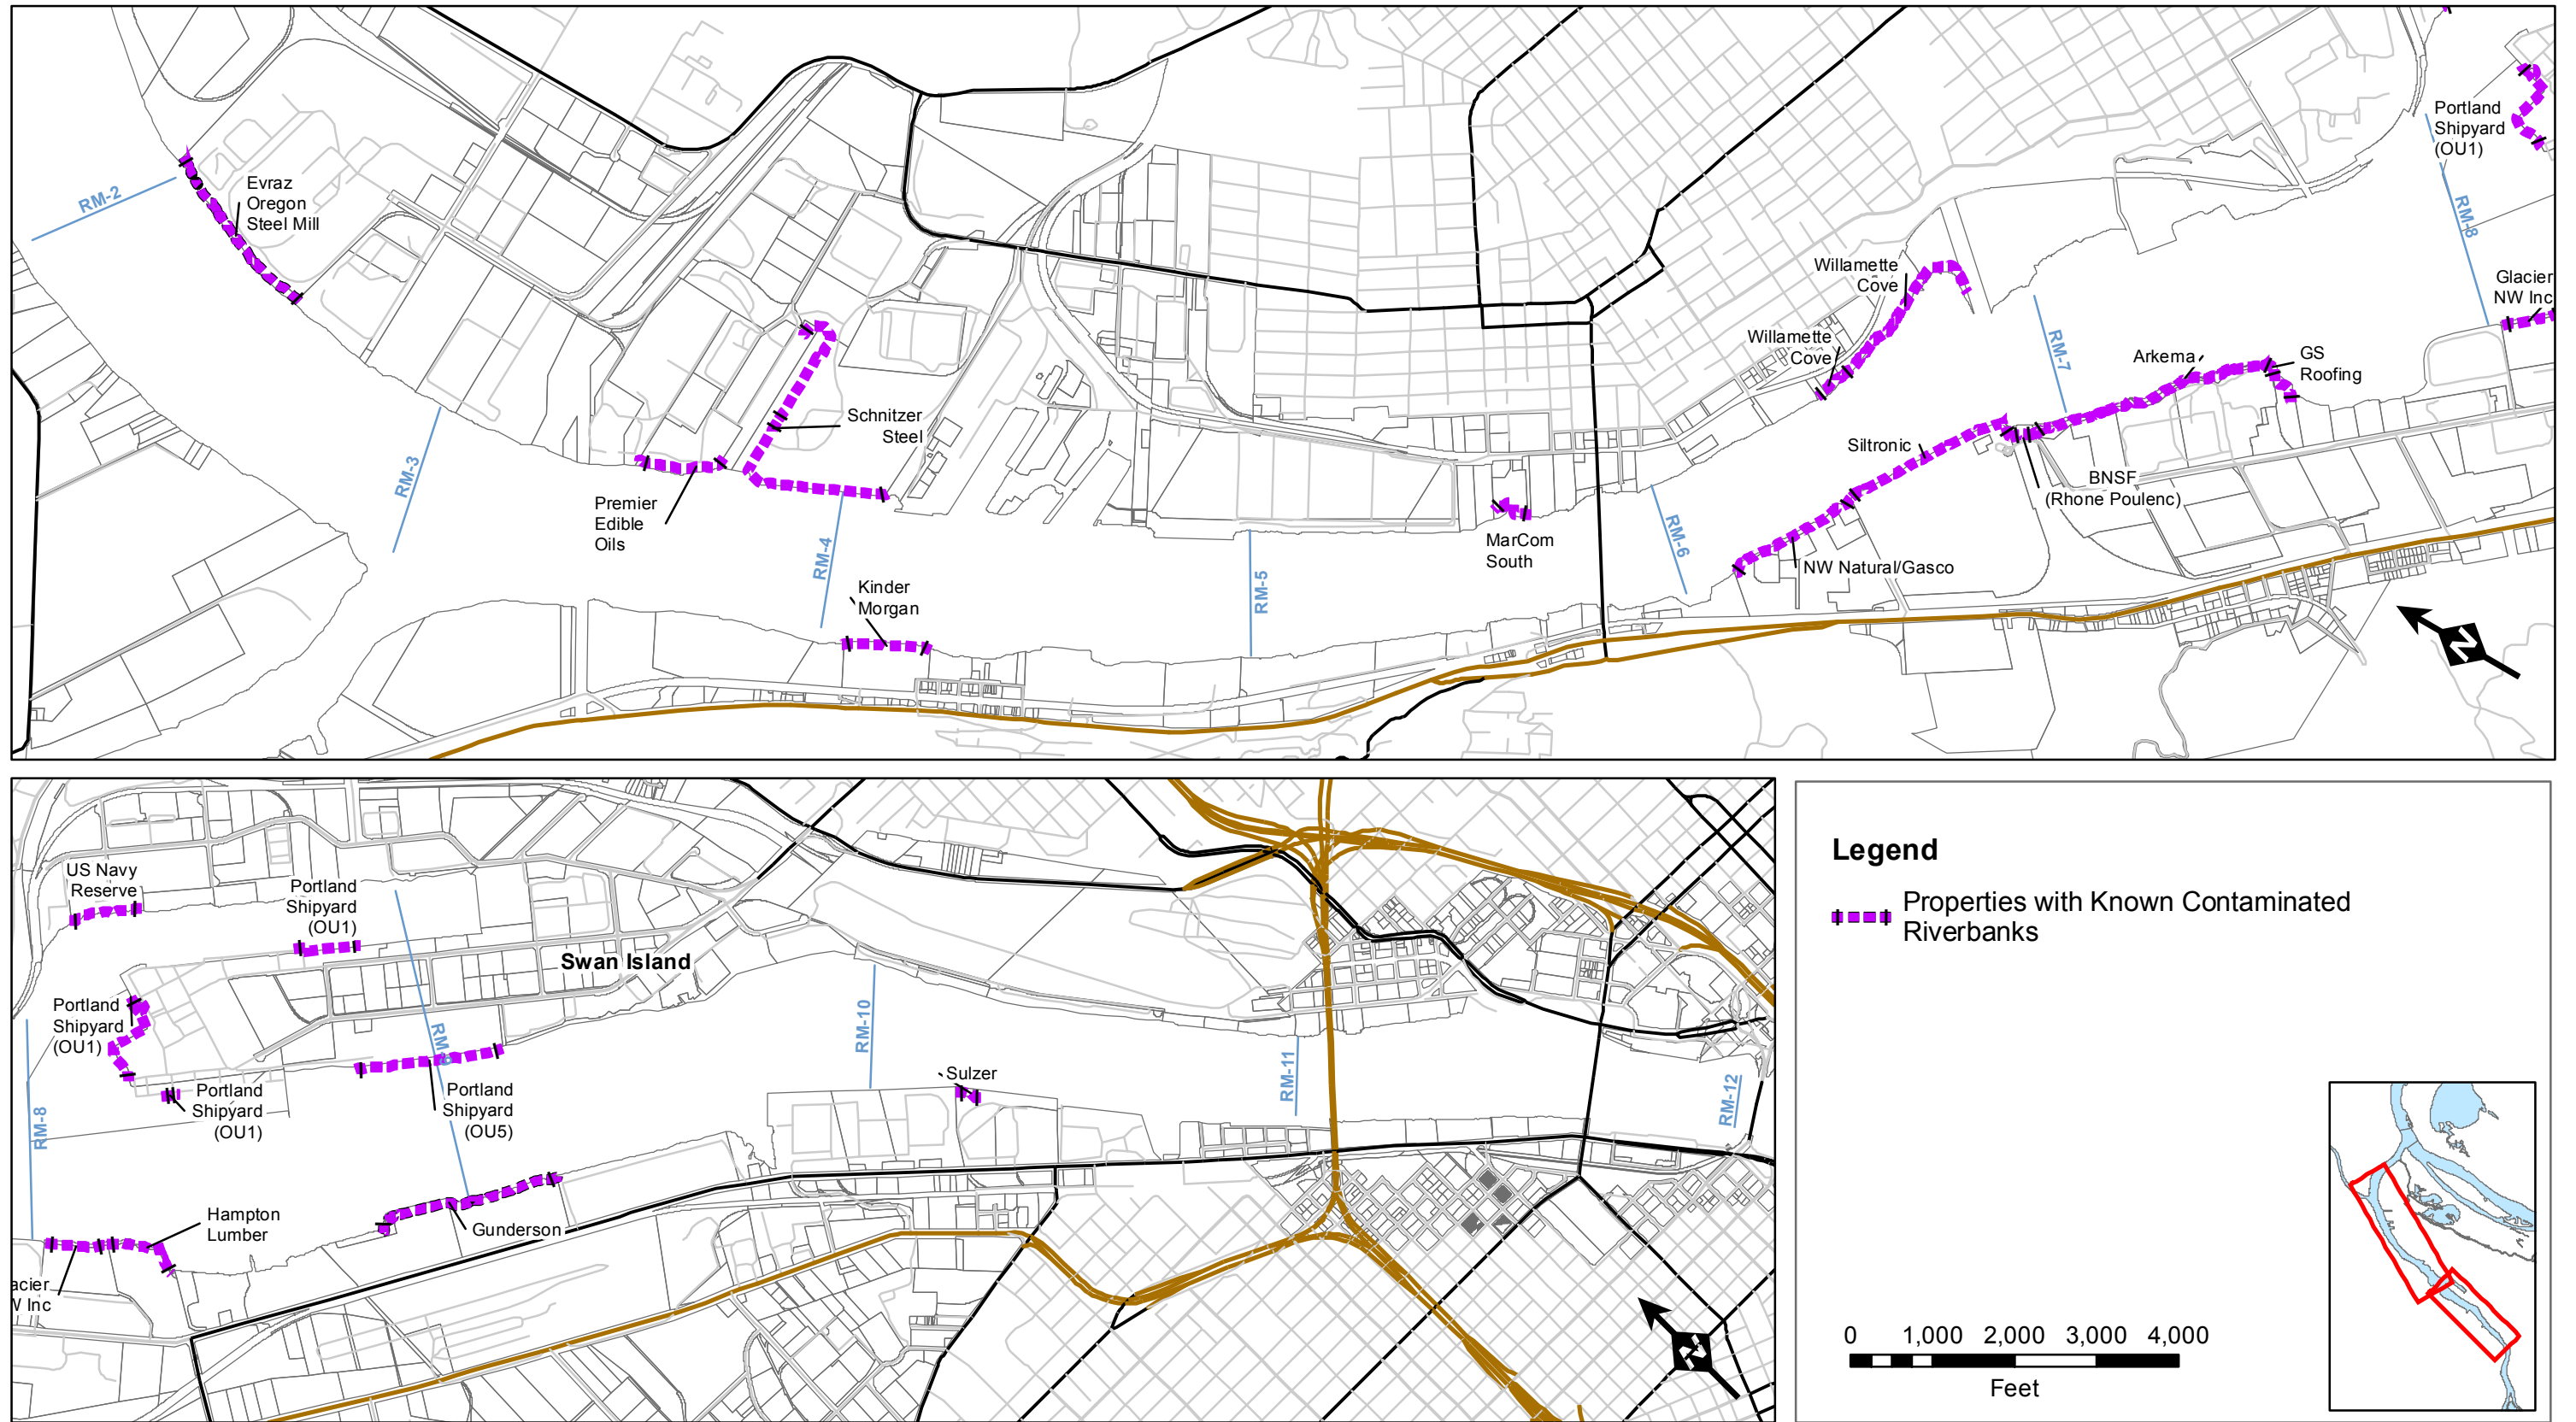 RM-2
Evraz
Oregon
Steel Mill
RM-3
Premier
Edible
Oils
Schnitzer
Steel
RM-4
Kinder
Morgan
RM-5
MarCom
South
RM-6
Willamette
Cove
Willamette
Cove
Siltronic
NW Natural/Gasco
BNSF
(Rhone Poulenc)
RM-7
Arkema
GS
Roofing
Portland
Shipyard
(OU1)
RM-8
Glacier
NW Inc
N
US Navy
Reserve
Portland
Shipyard
(OU1)
Swan Island
Portland
Shipyard
(OU1)
Portland
Shipyard
(OU1)
RM-9
Portland
Shipyard
(OU5)
RM-8
Hampton
Lumber
acier
W Inc
Gunderson
RM-10
Sulzer
RM-11
RM-12
N
Legend
Properties with Known Contaminated
Riverbanks
0 1,000 2,000 3,000 4,000
Feet